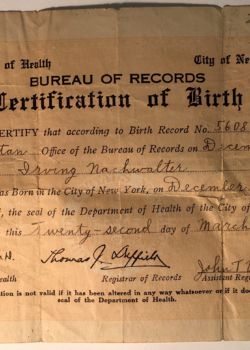 of Health City of Ne
BUREAU OF RECORDS
Certification of Birth
ERTIFY that according to Birth Record No. 5608
tan Office of the Bureau of Records on Decem
Irving Nachwalter
as Born in the City of New York, on December
, the seal of the Department of Health of the City of
this Twenty-second day of March
N. Thomas J. Duffield John T
ealth Registrar of Records Assistant Reg
ation is not valid if it has been altered in any way whatsoever or if it does
seal of the Department of Health.